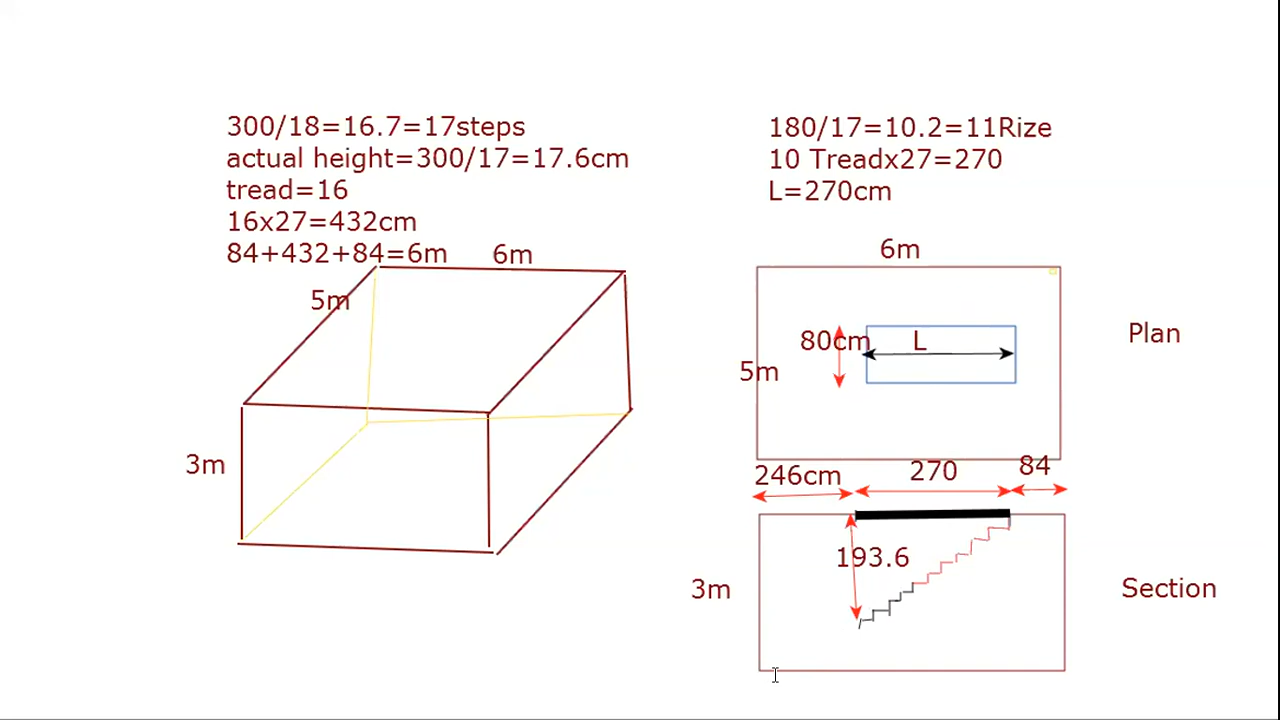 300/18=16.7=17steps
actual height=300/17=17.6cm
tread=16
16x27=432cm
84+432+84=6m
6m
5m
3m
180/17=10.2=11Rize
10 Treadx27=270
L=270cm
6m
80cm
L
5m
Plan
246cm
270
84
193.6
3m
Section